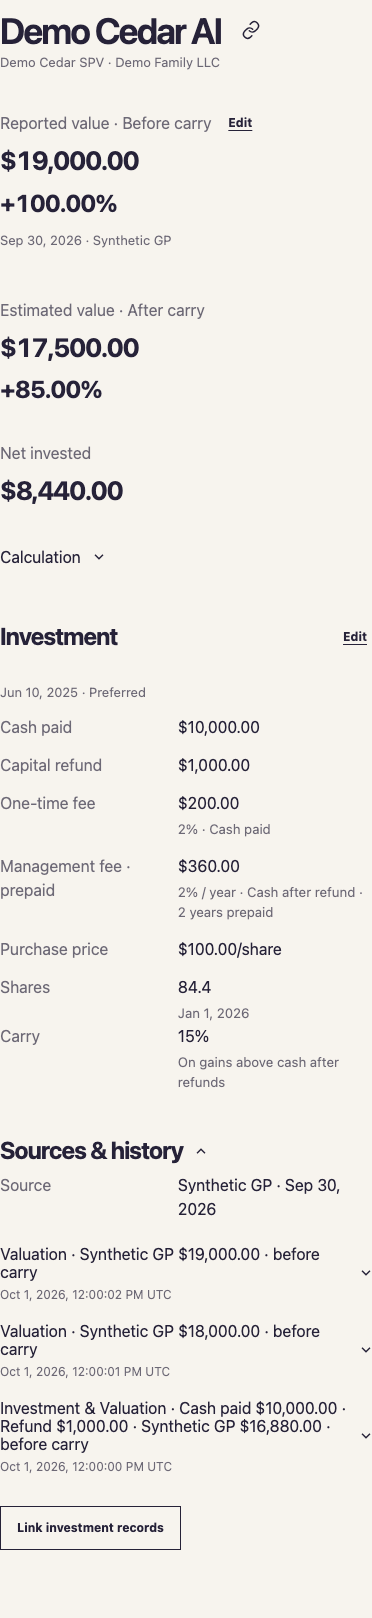 Demo Cedar AI
Demo Cedar SPV · Demo Family LLC
Reported value · Before carry Edit
$19,000.00
+100.00%
Sep 30, 2026 · Synthetic GP
Estimated value · After carry
$17,500.00
+85.00%
Net invested
$8,440.00
Calculation
Investment Edit
Jun 10, 2025 · Preferred
Cash paid $10,000.00
Capital refund $1,000.00
One-time fee $200.00
2% · Cash paid
Management fee · $360.00
prepaid 2% / year · Cash after refund ·
2 years prepaid
Purchase price $100.00/share
Shares 84.4
Jan 1, 2026
Carry 15%
On gains above cash after
refunds
Sources & history
Source Synthetic GP · Sep 30,
2026
Valuation · Synthetic GP $19,000.00 · before
carry
Oct 1, 2026, 12:00:02 PM UTC
Valuation · Synthetic GP $18,000.00 · before
carry
Oct 1, 2026, 12:00:01 PM UTC
Investment & Valuation · Cash paid $10,000.00 ·
Refund $1,000.00 · Synthetic GP $16,880.00 ·
before carry
Oct 1, 2026, 12:00:00 PM UTC
Link investment records